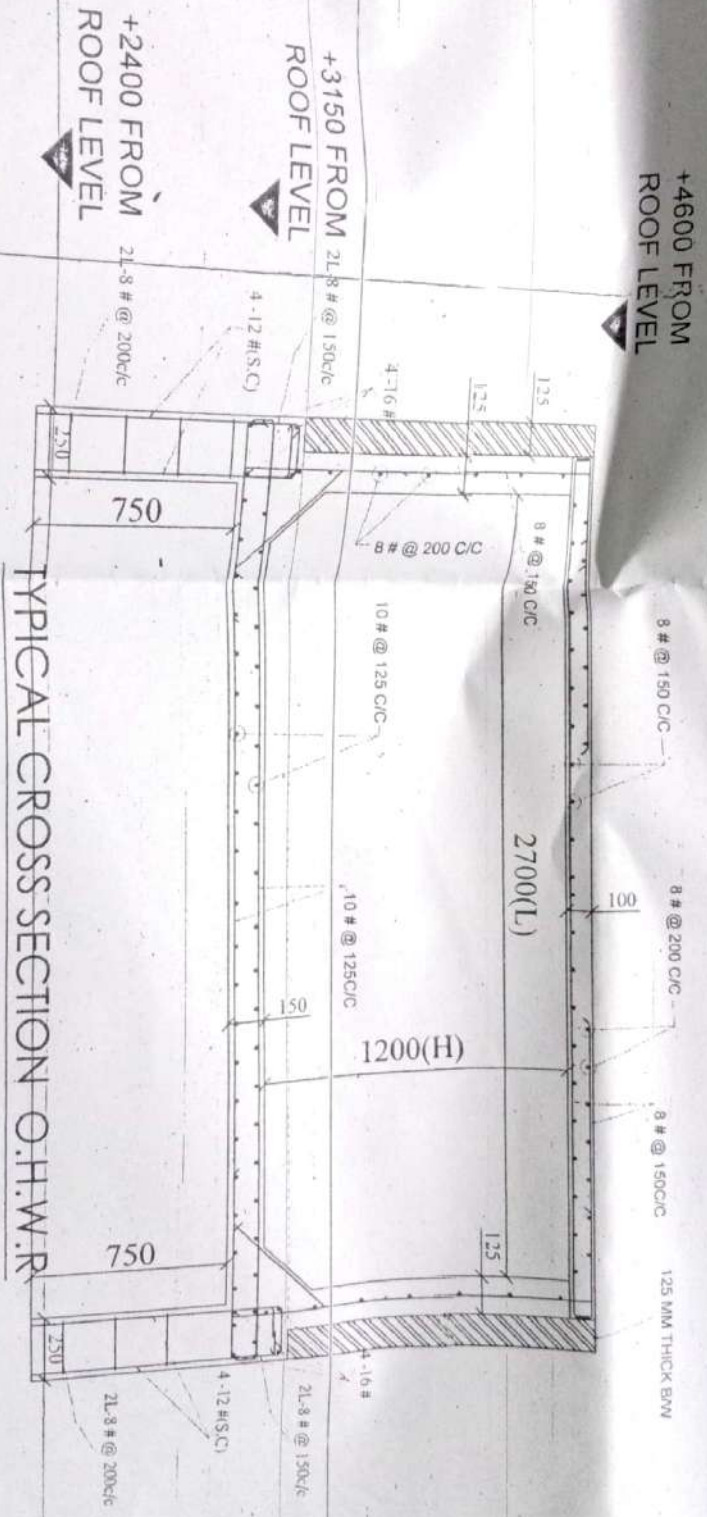 +4600 FROM
ROOF LEVEL
+3150 FROM
ROOF LEVEL
+2400 FROM
ROOF LEVEL
8 # @ 150 C/C
8 # @ 200 C/C
8 # @ 150C/C
125 MM THICK B/W
100
125
125
4-16 #
8 # @ 150 C/C
8 # @ 200 C/C
2700(L)
1200(H)
125
2L-8 # @ 150c/c
4 -12 #(S.C)
2L-8 # @ 200c/c
10 # @ 125 C/C
10 # @ 125C/C
150
4 -16 #
2L-8 # @ 150c/c
4 -12 #(S.C)
2L-8 # @ 200c/c
250
750
750
250
TYPICAL CROSS SECTION O.H.W.R